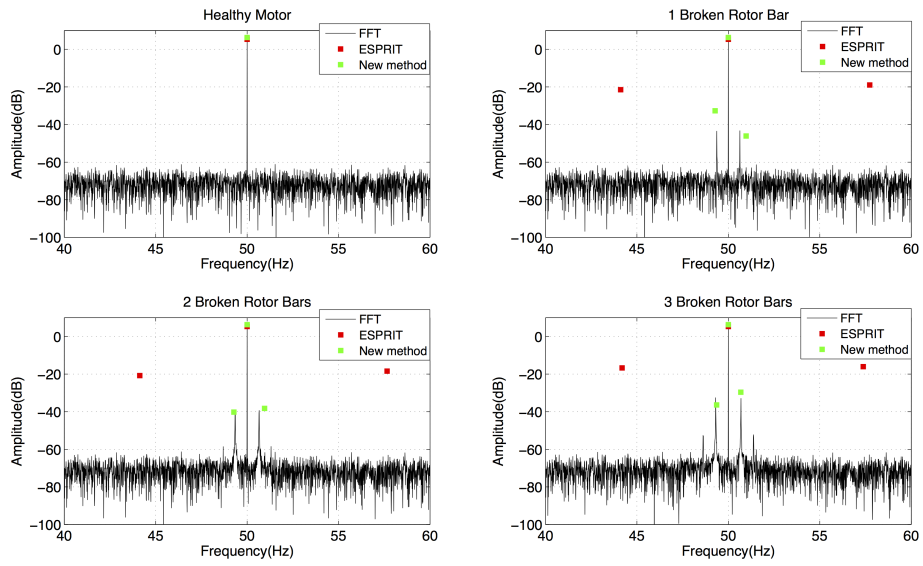 Healthy Motor
FFT
ESPRIT
New method
0
−20
−40
−60
−80
−100
Amplitude(dB)
40
45
50
55
60
Frequency(Hz)
1 Broken Rotor Bar
FFT
ESPRIT
New method
0
−20
−40
−60
−80
−100
Amplitude(dB)
40
45
50
55
60
Frequency(Hz)
2 Broken Rotor Bars
FFT
ESPRIT
New method
0
−20
−40
−60
−80
−100
Amplitude(dB)
40
45
50
55
60
Frequency(Hz)
3 Broken Rotor Bars
FFT
ESPRIT
New method
0
−20
−40
−60
−80
−100
Amplitude(dB)
40
45
50
55
60
Frequency(Hz)